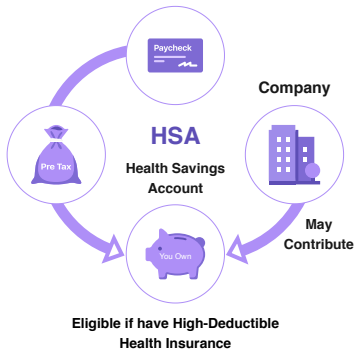 Paycheck
Company
HSA
Pre Tax
Health Savings
Account
May
Contribute
You Own
Eligible if have High-Deductible
Health Insurance